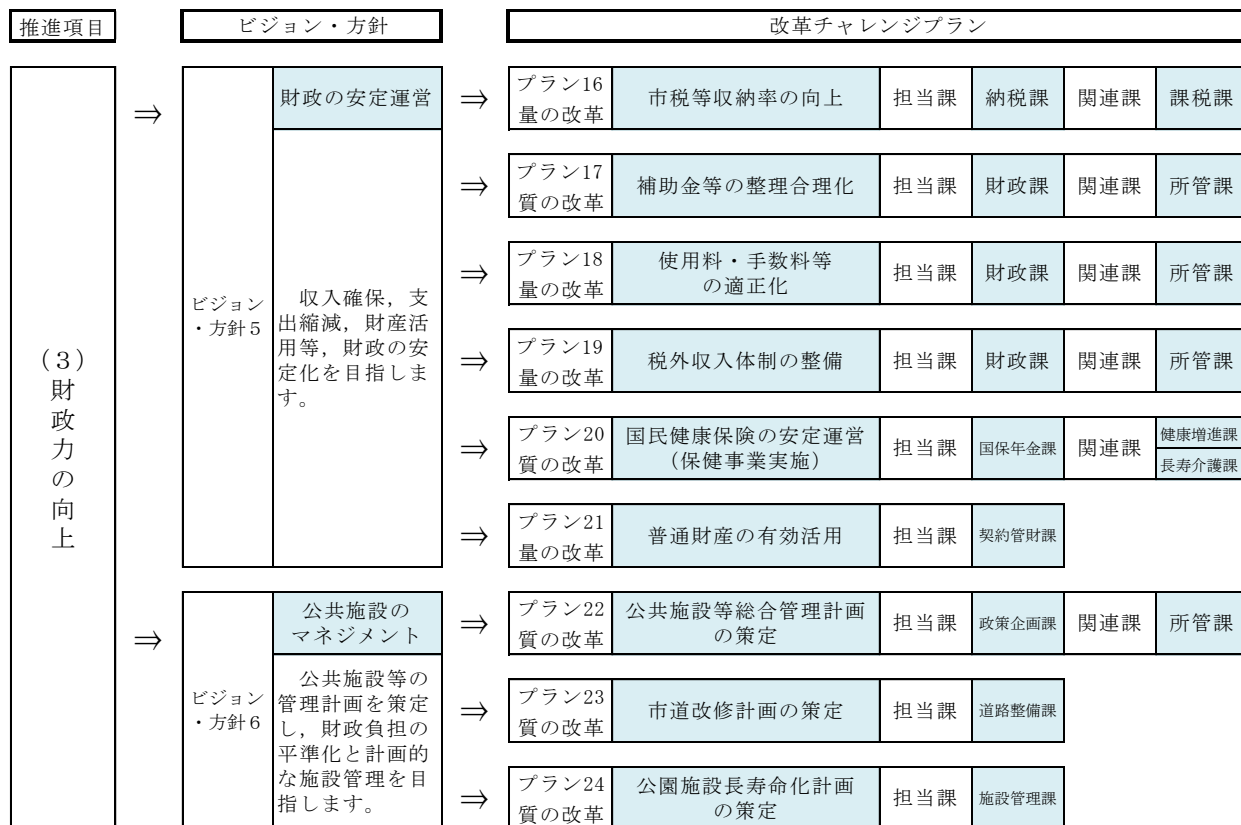 推進項目
ビジョン・方針
改革チャレンジプラン
(3)財政力の向上
⇒
ビジョン
・方針5
財政の安定運営
収入確保，支
出縮減，財産活
用等，財政の安
定化を目指しま
す。
⇒
プラン16
量の改革
市税等収納率の向上
担当課
納税課
関連課
課税課
⇒
プラン17
質の改革
補助金等の整理合理化
担当課
財政課
関連課
所管課
⇒
プラン18
量の改革
使用料・手数料等
の適正化
担当課
財政課
関連課
所管課
⇒
プラン19
量の改革
税外収入体制の整備
担当課
財政課
関連課
所管課
⇒
プラン20
質の改革
国民健康保険の安定運営
(保健事業実施)
担当課
国保年金課
関連課
健康増進課
長寿介護課
⇒
プラン21
量の改革
普通財産の有効活用
担当課
契約管財課
⇒
ビジョン
・方針6
公共施設の
マネジメント
公共施設等の
管理計画を策定
し，財政負担の
平準化と計画的
な施設管理を目
指します。
⇒
プラン22
質の改革
公共施設等総合管理計画
の策定
担当課
政策企画課
関連課
所管課
⇒
プラン23
質の改革
市道改修計画の策定
担当課
道路整備課
⇒
プラン24
質の改革
公園施設長寿命化計画
の策定
担当課
施設管理課